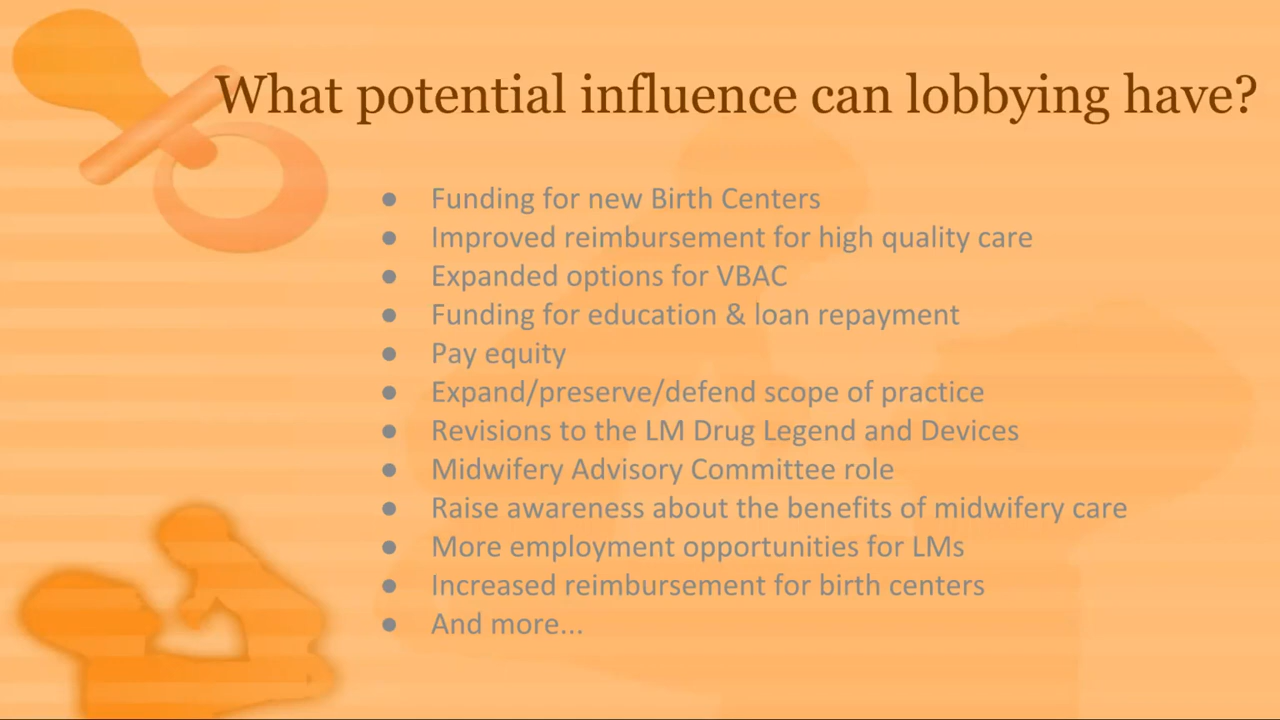 What potential influence can lobbying have?
● Funding for new Birth Centers
● Improved reimbursement for high quality care
● Expanded options for VBAC
● Funding for education & loan repayment
● Pay equity
● Expand/preserve/defend scope of practice
● Revisions to the LM Drug Legend and Devices
● Midwifery Advisory Committee role
● Raise awareness about the benefits of midwifery care
● More employment opportunities for LMs
● Increased reimbursement for birth centers
● And more...